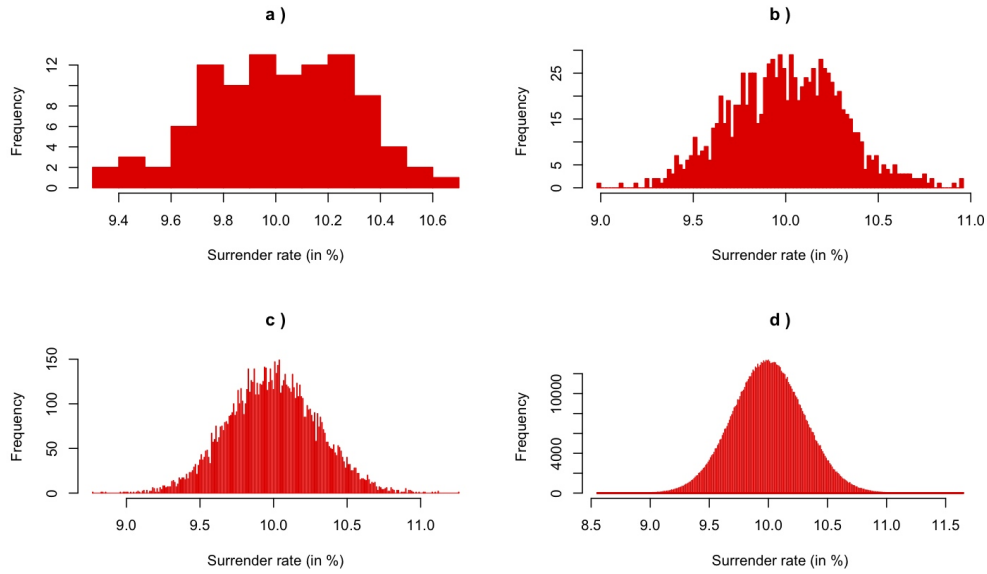 a )
Frequency
0 2 4 6 8 12
9.4 9.6 9.8 10.0 10.2 10.4 10.6
Surrender rate (in %)
b )
Frequency
0 5 15 25
9.0 9.5 10.0 10.5 11.0
Surrender rate (in %)
c )
Frequency
0 50 100 150
9.0 9.5 10.0 10.5 11.0
Surrender rate (in %)
d )
Frequency
0 4000 10000
8.5 9.0 9.5 10.0 10.5 11.0 11.5
Surrender rate (in %)